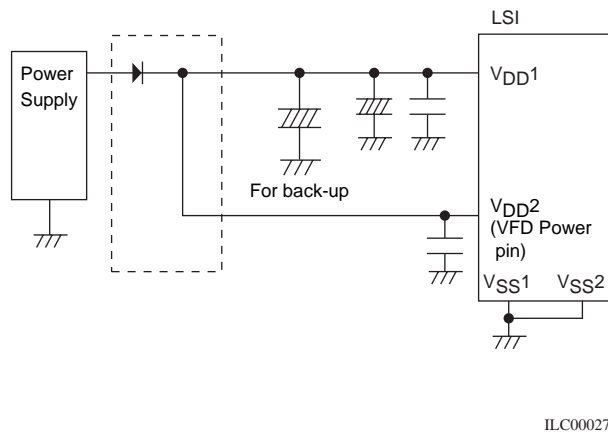 LSI
Power
Supply
VDD1
For back-up
VDD2
(VFD Power
pin)
VSS1 VSS2
ILC00027